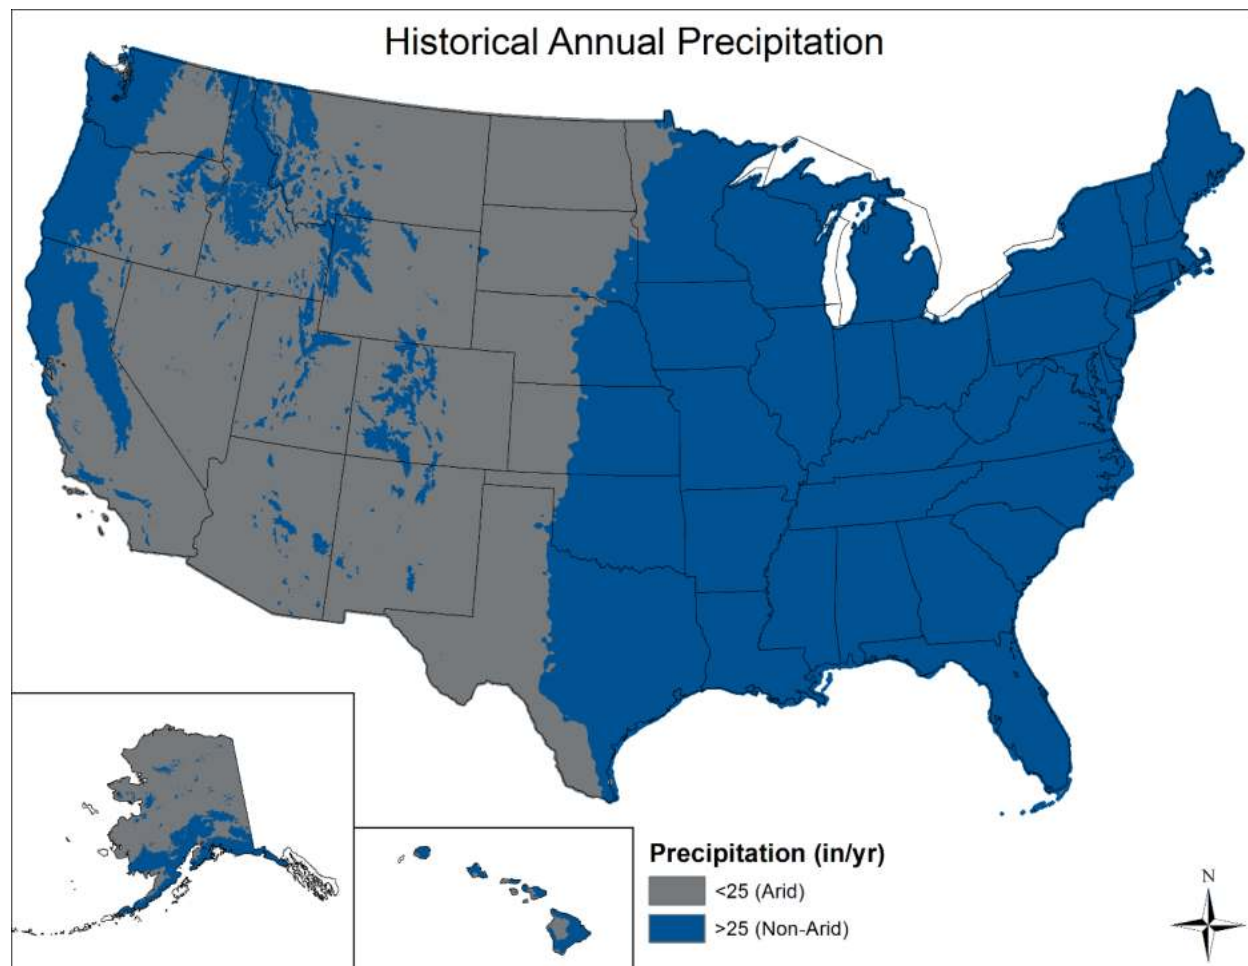 Historical Annual Precipitation
Precipitation (in/yr)
<25 (Arid)
>25 (Non-Arid)
N